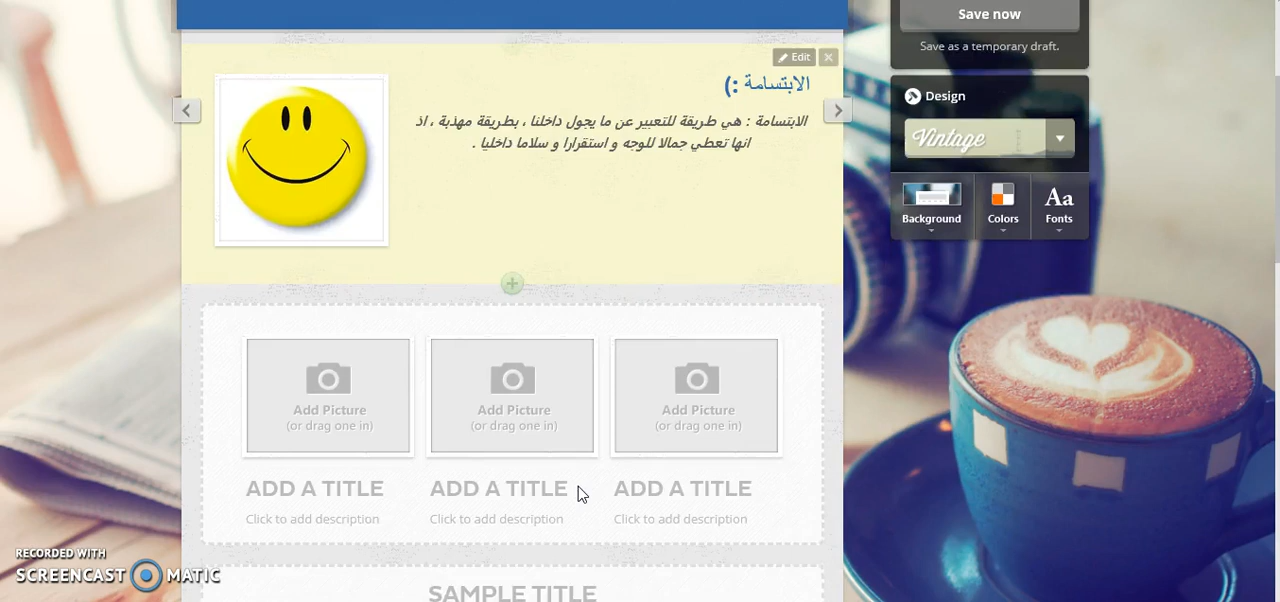 Save now
Save as a temporary draft.
Edit
الابتسامة :)
الابتسامة : هي طريقة للتعبير عن ما يجول داخلنا ، بطريقة مهذبة ، اذ
انها تعطي جمالا للوجه و استقرارا و سلاما داخليا .
Design
Vintage
Background
Colors
Aa
Fonts
Add Picture
(or drag one in)
Add Picture
(or drag one in)
Add Picture
(or drag one in)
ADD A TITLE
ADD A TITLE
ADD A TITLE
Click to add description
Click to add description
Click to add description
SAMPLE TITLE
RECORDED WITH
SCREENCAST MATIC